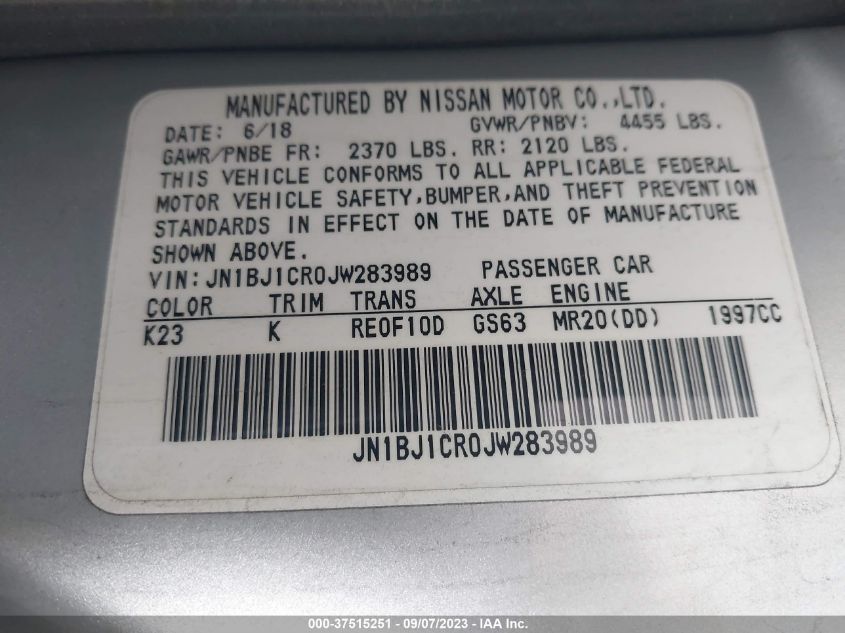 MANUFACTURED BY NISSAN MOTOR CO.,LTD.
DATE: 6/18 GVWR/PNBV: 4455 LBS.
GAWR/PNBE FR: 2370 LBS. RR: 2120 LBS.
THIS VEHICLE CONFORMS TO ALL APPLICABLE FEDERAL
MOTOR VEHICLE SAFETY,BUMPER,AND THEFT PREVENTION
STANDARDS IN EFFECT ON THE DATE OF MANUFACTURE
SHOWN ABOVE.
VIN:JN1BJ1CR0JW283989 PASSENGER CAR
COLOR TRIM TRANS AXLE ENGINE
K23 K RE0F10D GS63 MR20(DD) 1997CC
JN1BJ1CR0JW283989
000-37515251 - 09/07/2023 - IAA Inc.